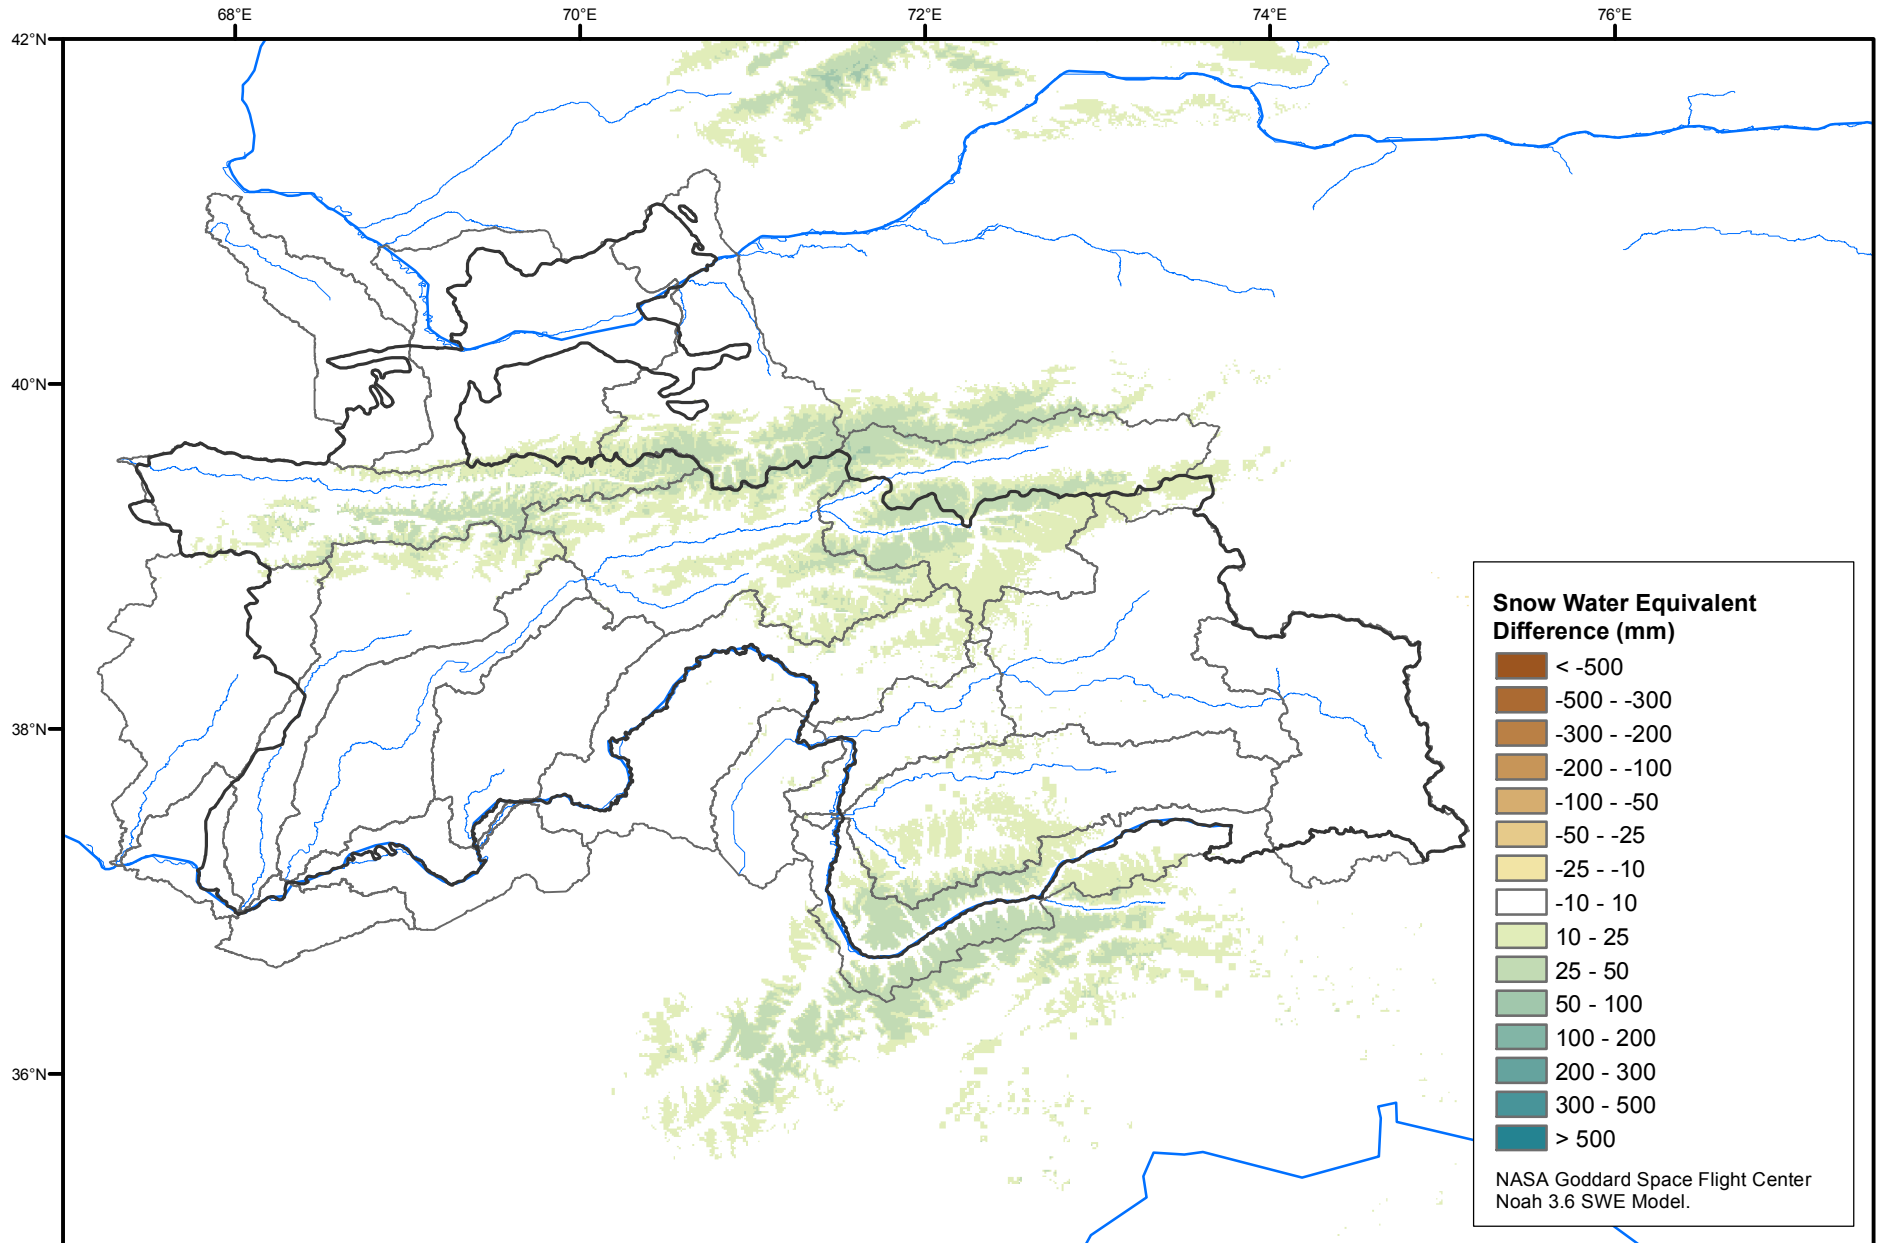 68°E
70°E
72°E
74°E
76°E
42°N
40°N
38°N
36°N
Snow Water Equivalent
Difference (mm)
< -500
-500 - -300
-300 - -200
-200 - -100
-100 - -50
-50 - -25
-25 - -10
-10 - 10
10 - 25
25 - 50
50 - 100
100 - 200
200 - 300
300 - 500
> 500
NASA Goddard Space Flight Center
Noah 3.6 SWE Model.